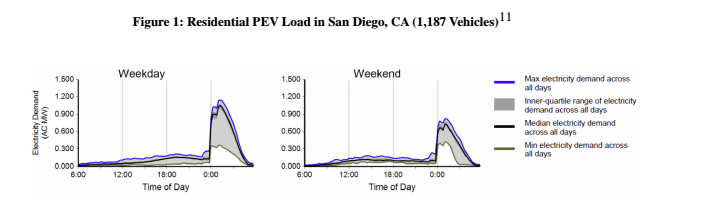 Figure 1: Residential PEV Load in San Diego, CA (1,187 Vehicles)11
Weekday
Electricity Demand
(AC MW)
1.500
1.200
0.900
0.600
0.300
0.000
6:00 12:00 18:00 0:00
Time of Day
Weekend
1.500
1.200
0.900
0.600
0.300
0.000
6:00 12:00 18:00 0:00
Time of Day
Max electricity demand across
all days
Inner-quartile range of electricity
demand across all days
Median electricity demand
across all days
Min electricity demand across
all days